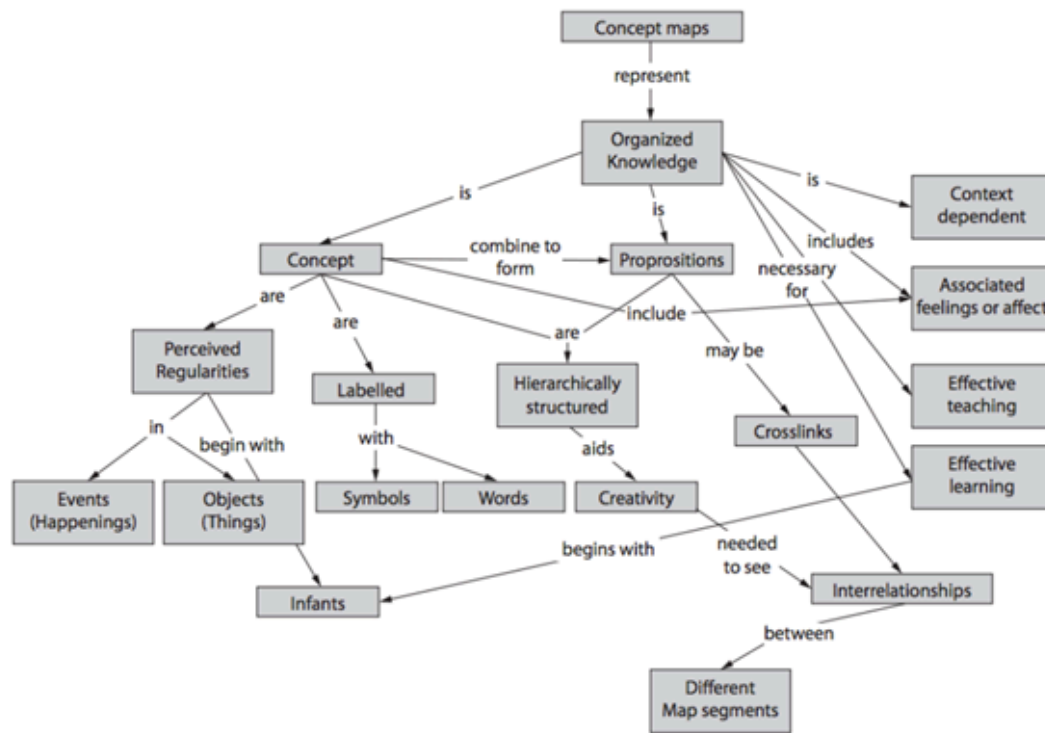 Concept maps
represent
Organized
Knowledge
is
is
is
Context
dependent
includes
necessary
for
Concept
combine to
form
Proprositions
include
Associated
feelings or affect
are
are
are
may be
Perceived
Regularities
Labelled
Hierarchically
structured
Effective
teaching
Crosslinks
in
begin with
with
aids
Effective
learning
Events
(Happenings)
Objects
(Things)
Symbols
Words
Creativity
begins with
needed
to see
Infants
Interrelationships
between
Different
Map segments